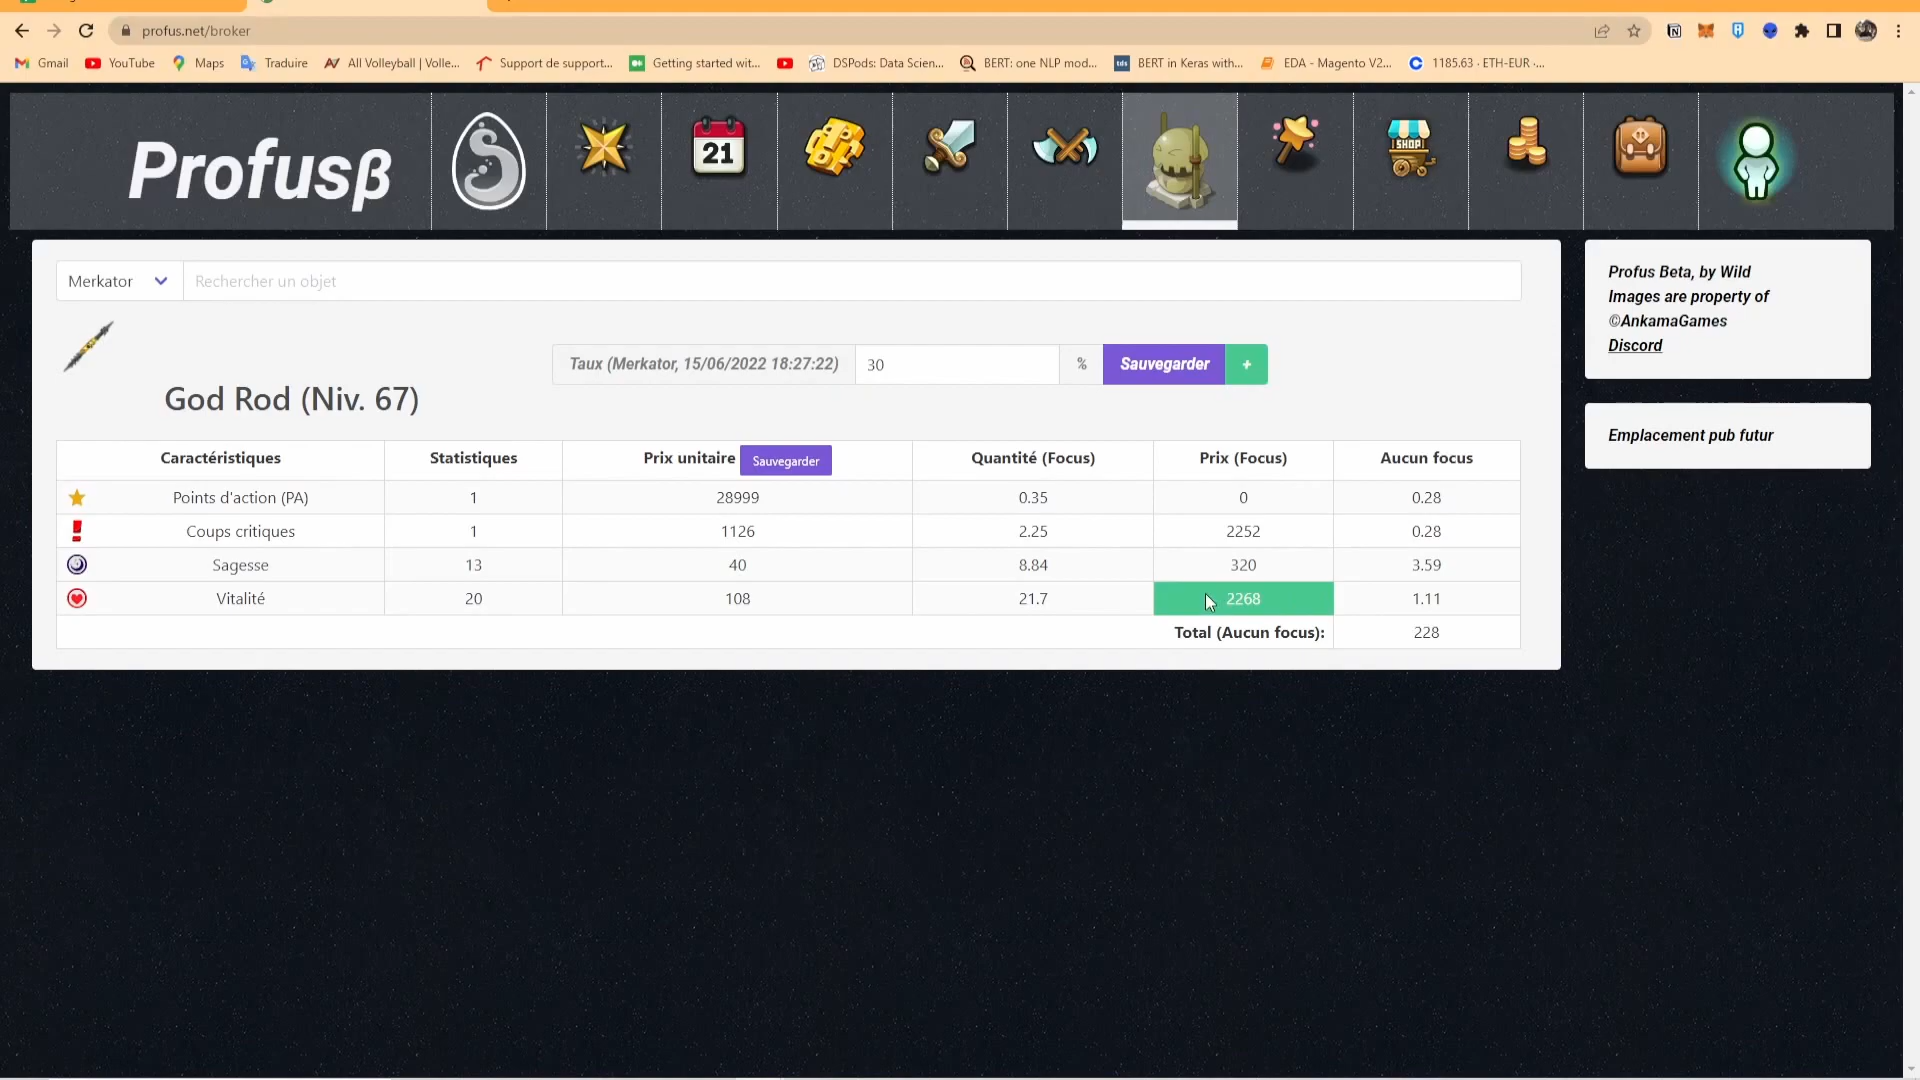 profus.net/broker
Gmail YouTube Maps Traduire All Volleyball | Volle... Support de support... Getting started wit... DSPods: Data Scien... BERT: one NLP mod... BERT in Keras with... EDA - Magento V2... 1185.63 · ETH-EUR ·...
Profusβ
21
SHOP
Merkator Rechercher un objet
Taux (Merkator, 15/06/2022 18:27:22) 30 % Sauvegarder +
God Rod (Niv. 67)
Caractéristiques Statistiques Prix unitaire Sauvegarder Quantité (Focus) Prix (Focus) Aucun focus
Points d'action (PA) 1 28999 0.35 0 0.28
Coups critiques 1 1126 2.25 2252 0.28
Sagesse 13 40 8.84 320 3.59
Vitalité 20 108 21.7 2268 1.11
Total (Aucun focus): 228
Profus Beta, by Wild
Images are property of
©AnkamaGames
Discord
Emplacement pub futur